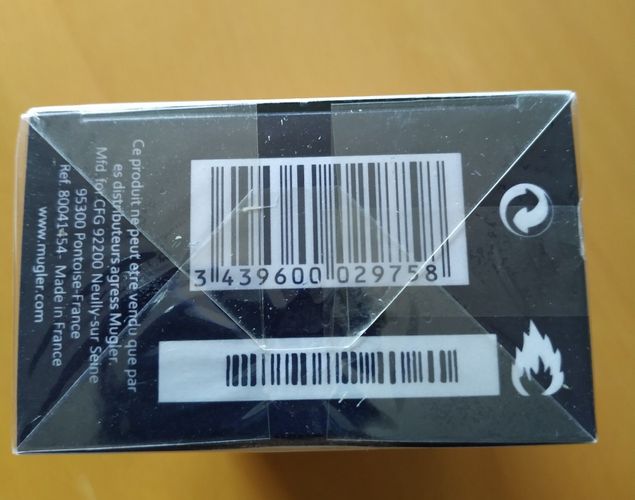 Ce produit ne peut être vendu que par
es distributeurs agress Mugler.
Mfd. for CFG 92200 Neuilly-sur Seine
95300 Pontoise-France
Ref. 80041454- Made in France
www.mugler.com
3 439600 029758